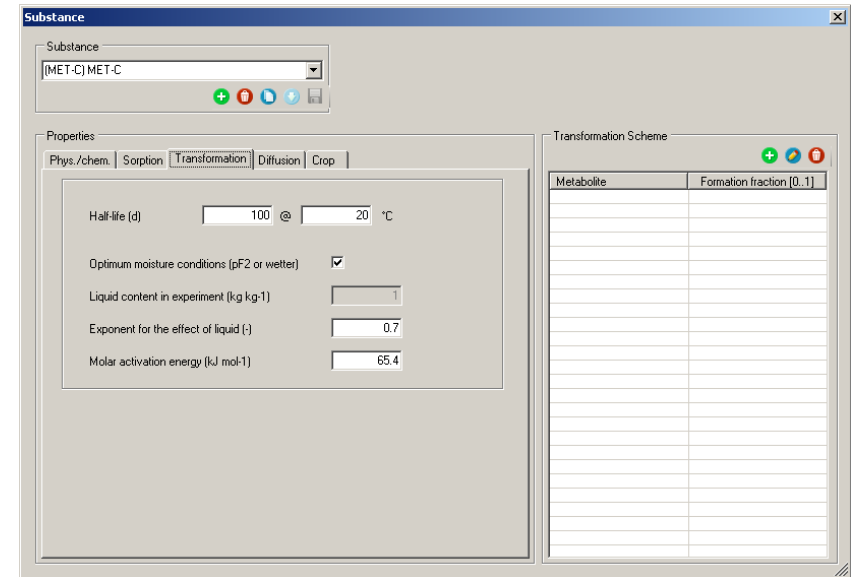 Substance
Substance
(MET-C) MET-C
Properties
Phys./chem. Sorption Transformation Diffusion Crop
Half-life (d) 100 @ 20 °C
Optimum moisture conditions (pF2 or wetter)
Liquid content in experiment (kg kg-1) 1
Exponent for the effect of liquid (-) 0.7
Molar activation energy (kJ mol-1) 65.4
Transformation Scheme
Metabolite Formation fraction [0..1]